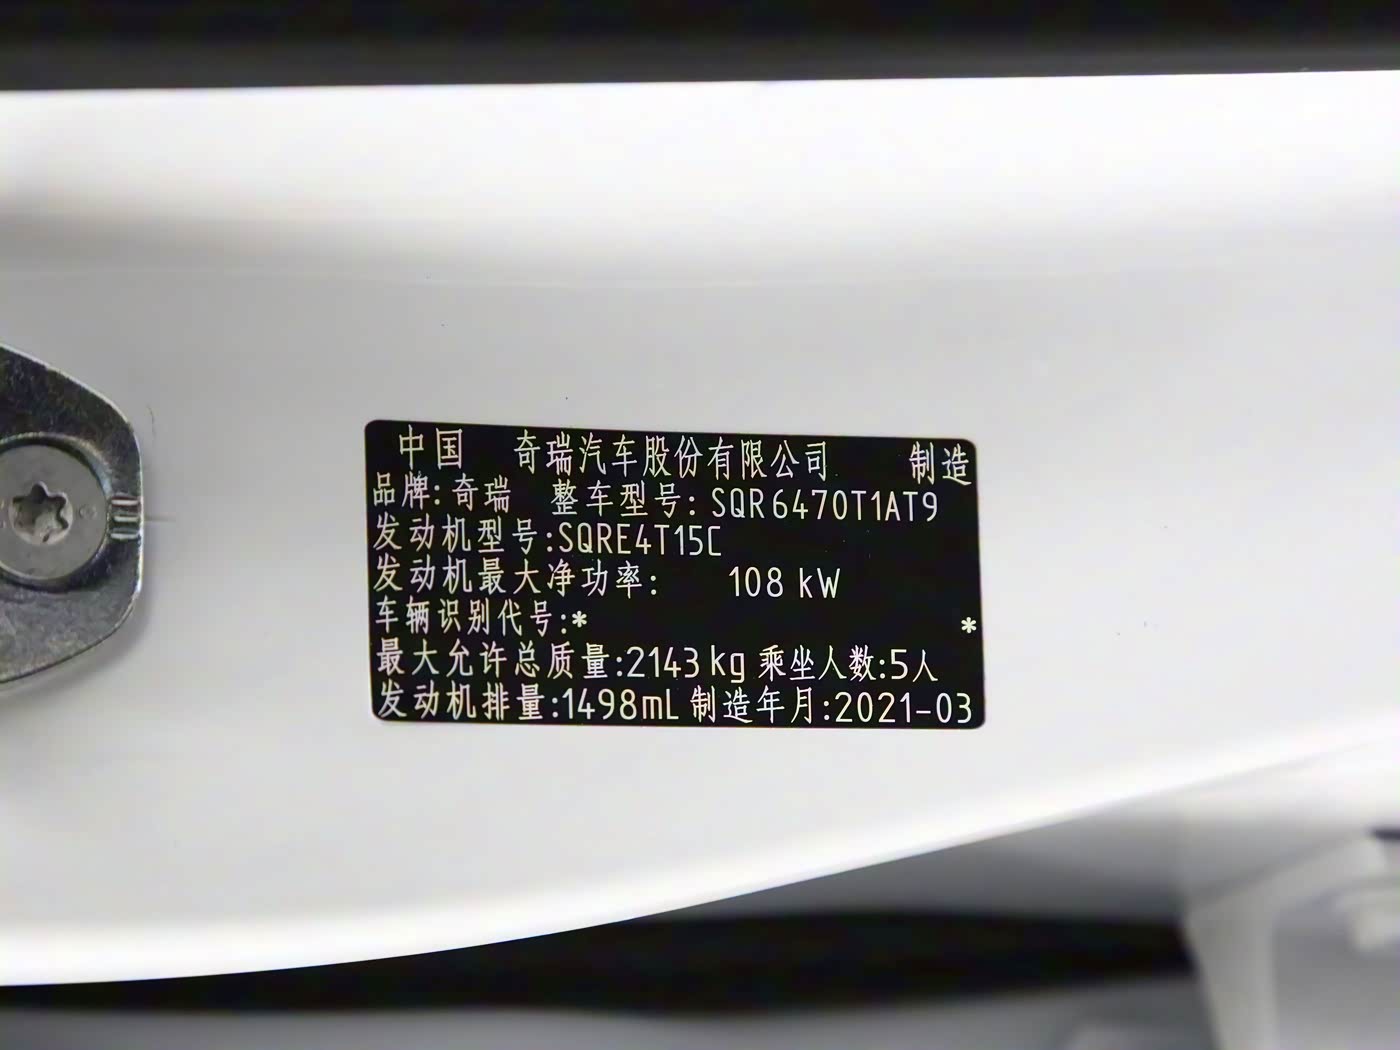 中国 奇瑞汽车股份有限公司 制造
品牌:奇瑞 整车型号:SQR6470T1AT9
发动机型号:SQRE4T15C
发动机最大净功率: 108 kW
车辆识别代号:* *
最大允许总质量:2143kg 乘坐人数:5人
发动机排量:1498mL 制造年月:2021-03